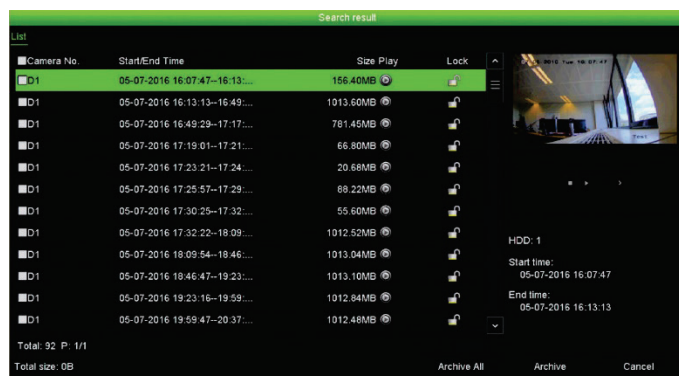 Search result
List
Camera No. Start/End Time Size Play Lock
D1 05-07-2016 16:07:47--16:13:... 156.40MB
D1 05-07-2016 16:13:13--16:49:... 1013.60MB
D1 05-07-2016 16:49:29--17:17:... 781.45MB
D1 05-07-2016 17:19:01--17:21:... 66.80MB
D1 05-07-2016 17:23:21--17:24:... 20.68MB
D1 05-07-2016 17:25:57--17:29:... 88.22MB
D1 05-07-2016 17:30:25--17:32:... 55.60MB
D1 05-07-2016 17:32:22--18:09:... 1012.52MB
D1 05-07-2016 18:09:54--18:46:... 1013.04MB
D1 05-07-2016 18:46:47--19:23:... 1013.10MB
D1 05-07-2016 19:23:16--19:59:... 1012.84MB
D1 05-07-2016 19:59:47--20:37:... 1012.48MB
Total: 92 P: 1/1
Total size: 0B
2016 Tue 16:07:47
HDD: 1
Start time:
05-07-2016 16:07:47
End time:
05-07-2016 16:13:13
Archive All Archive Cancel